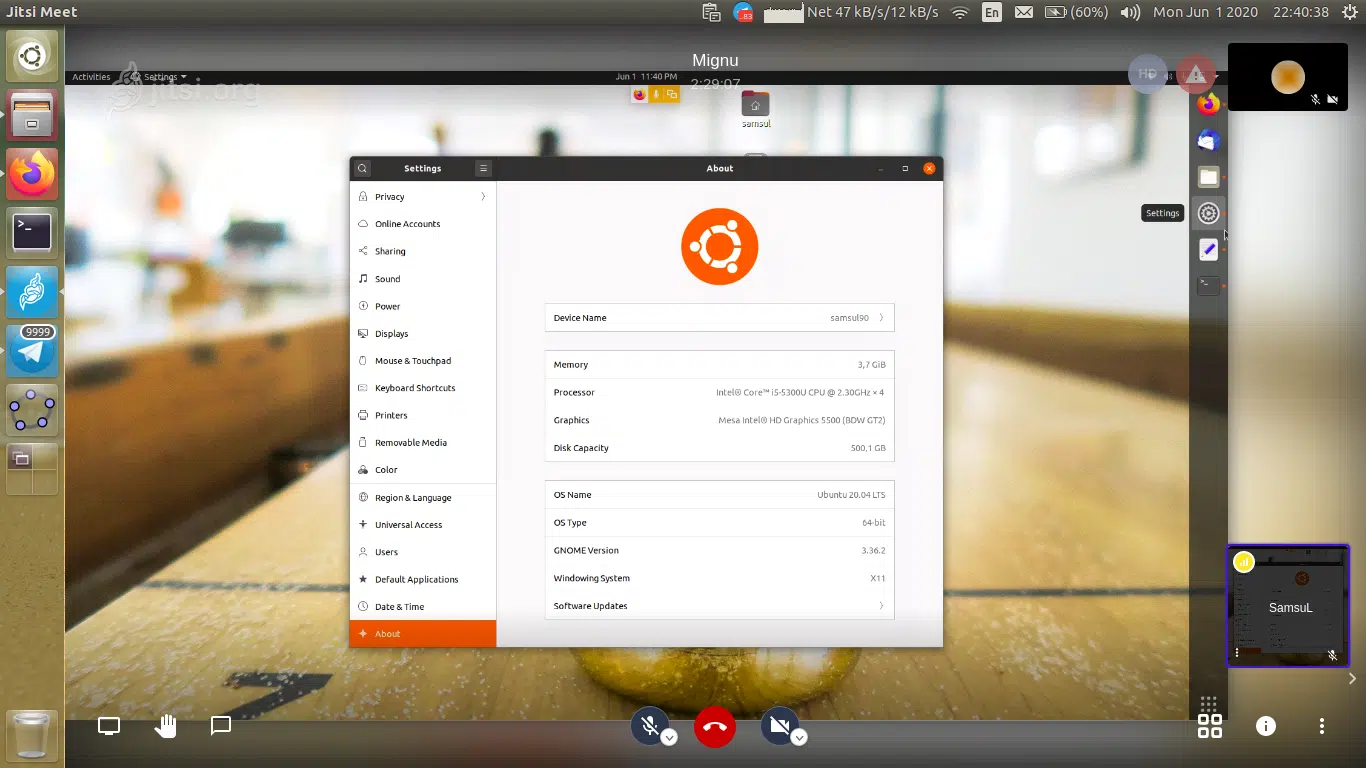 Jitsi Meet
83
Net 47 kB/s/12 kB/s
En
(60%)
Mon Jun 1 2020
22:40:38
Mignu
2:29:07
HD
jitsi.org
Activities
Settings
Jun 1 11:40 PM
samsul
Settings
About
Privacy
Online Accounts
Sharing
Sound
Power
Displays
Mouse & Touchpad
Keyboard Shortcuts
Printers
Removable Media
Color
Region & Language
Universal Access
Users
Default Applications
Date & Time
About
Device Name samsul90
Memory 3,7 GiB
Processor Intel® Core™ i5-5300U CPU @ 2.30GHz × 4
Graphics Mesa Intel® HD Graphics 5500 (BDW GT2)
Disk Capacity 500,1 GB
OS Name Ubuntu 20.04 LTS
OS Type 64-bit
GNOME Version 3.36.2
Windowing System X11
Software Updates
Settings
9999
SamsuL